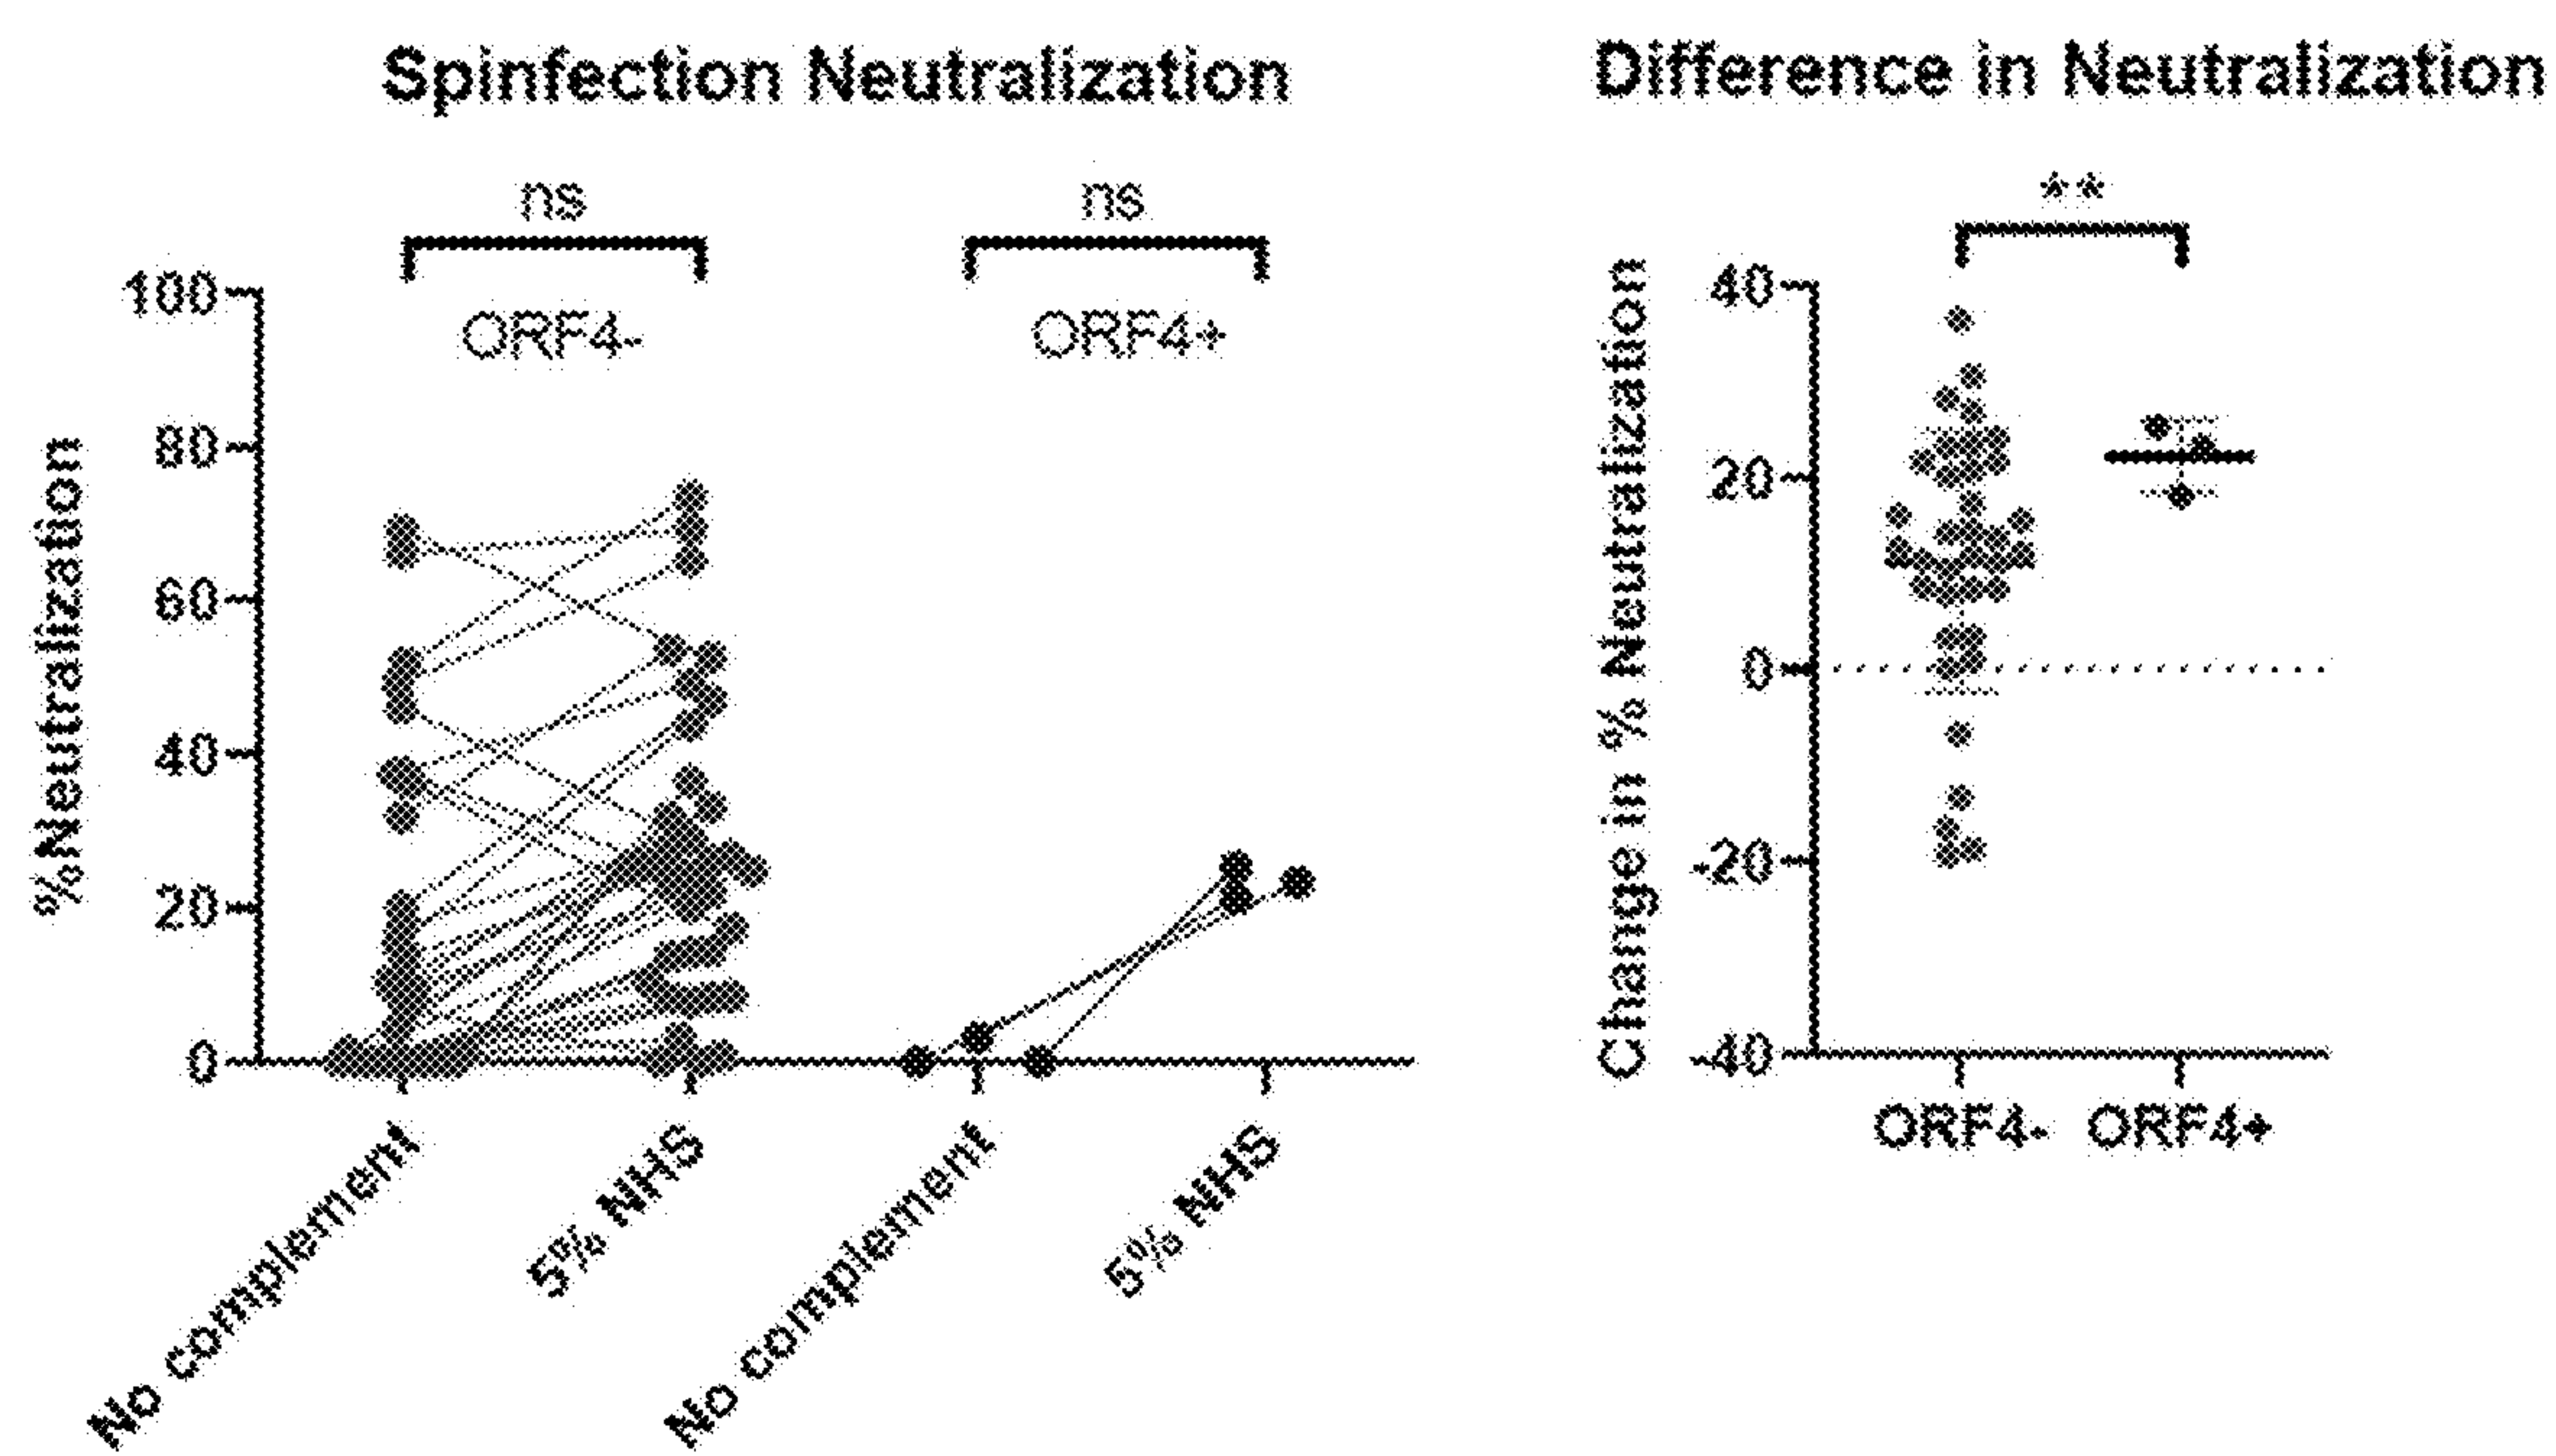 Spinfection Neutralization
ns
ns
ORF4-
ORF4+
%Neutralization
100
80
60
40
20
0
No complement
5% NHS
No complement
5% NHS
Difference in Neutralization
**
Change in % Neutralization
40
20
0
-20
-40
ORF4-
ORF4+